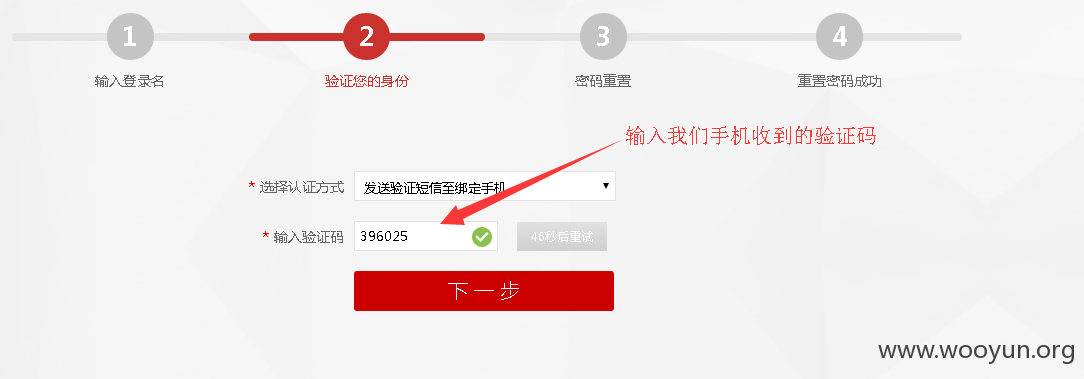 1 2 3 4
输入登录名 验证您的身份 密码重置 重置密码成功
输入我们手机收到的验证码
* 选择认证方式 发送验证短信至绑定手机
* 输入验证码 396025 46秒后重试
下一步
www.wooyun.org